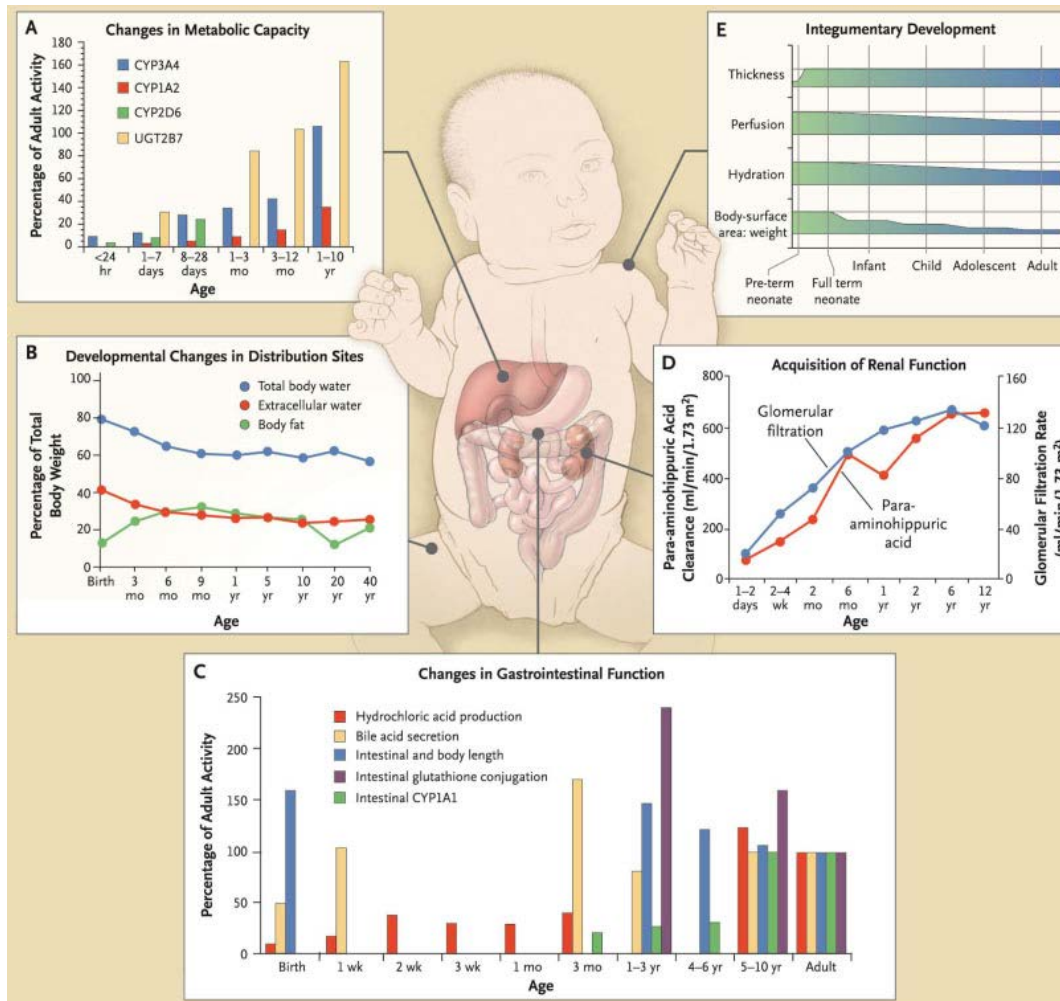 A
Changes in Metabolic Capacity
Percentage of Adult Activity
180
160
140
120
100
80
60
40
20
0
CYP3A4
CYP1A2
CYP2D6
UGT2B7
<24 hr
1–7 days
8–28 days
1–3 mo
3–12 mo
1–10 yr
Age
E
Integumentary Development
Thickness
Perfusion
Hydration
Body-surface
area: weight
Infant
Child
Adolescent
Adult
Pre-term
neonate
Full term
neonate
B
Developmental Changes in Distribution Sites
Percentage of Total
Body Weight
100
80
60
40
20
0
Total body water
Extracellular water
Body fat
Birth
3 mo
6 mo
9 mo
1 yr
5 yr
10 yr
20 yr
40 yr
Age
D
Acquisition of Renal Function
Para-aminohippuric Acid
Clearance (ml/min/1.73 m²)
800
600
400
200
0
Glomerular
filtration
Para-
aminohippuric
acid
160
120
80
40
0
Glomerular Filtration Rate
(ml/min/1.73 m²)
1–2 days
2–4 wk
2 mo
6 mo
1 yr
2 yr
6 yr
12 yr
Age
C
Changes in Gastrointestinal Function
Percentage of Adult Activity
250
200
150
100
50
0
Hydrochloric acid production
Bile acid secretion
Intestinal and body length
Intestinal glutathione conjugation
Intestinal CYP1A1
Birth
1 wk
2 wk
3 wk
1 mo
3 mo
1–3 yr
4–6 yr
5–10 yr
Adult
Age